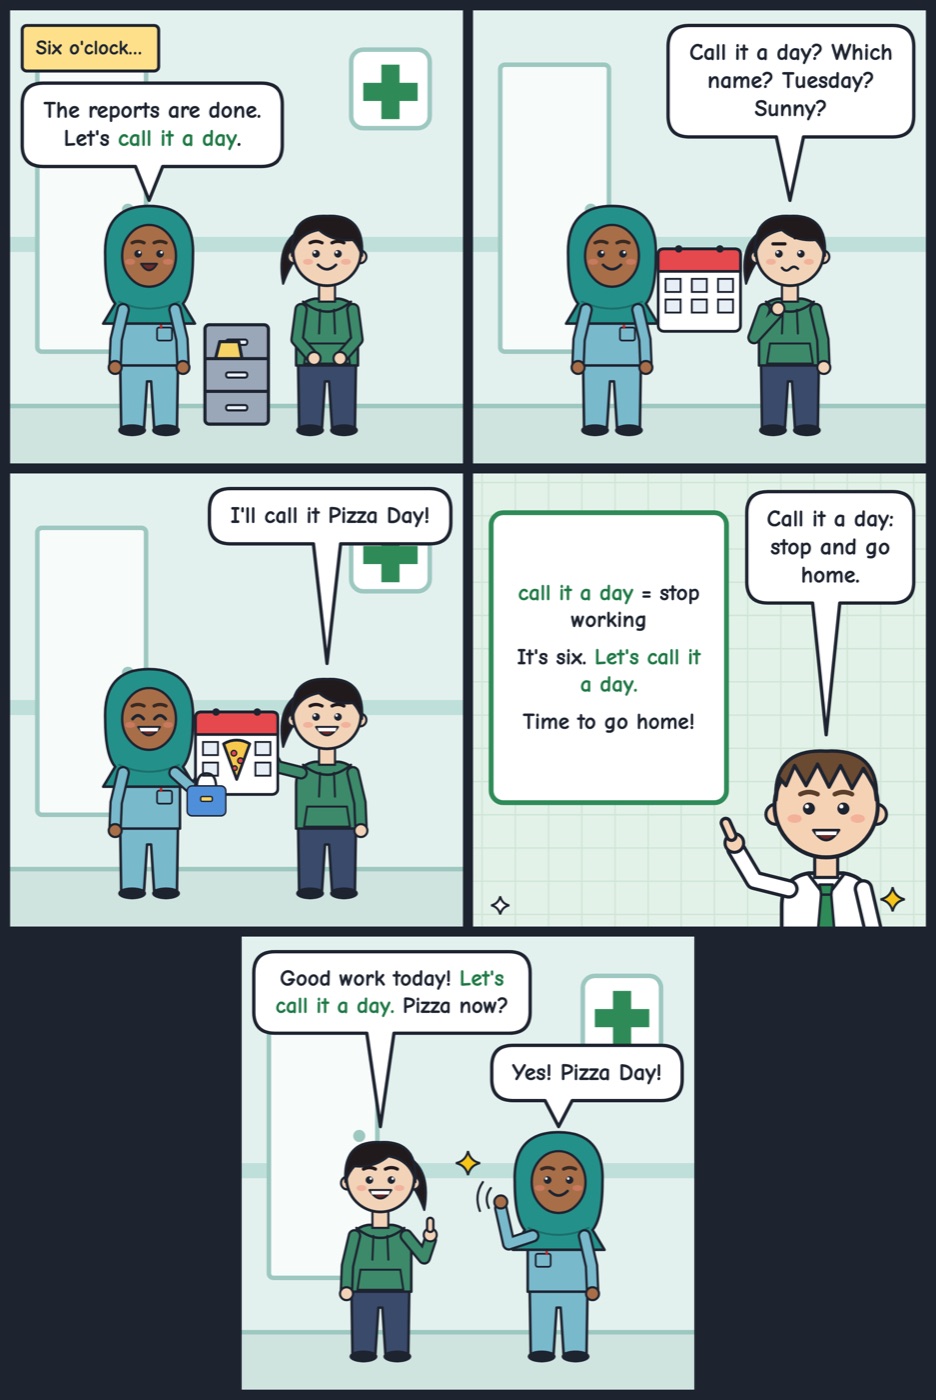 Six o'clock...
The reports are done.
Let's call it a day.
Call it a day? Which
name? Tuesday?
Sunny?
I'll call it Pizza Day!
call it a day = stop
working
It's six. Let's call it
a day.
Time to go home!
Call it a day:
stop and go
home.
Good work today! Let's
call it a day. Pizza now?
Yes! Pizza Day!